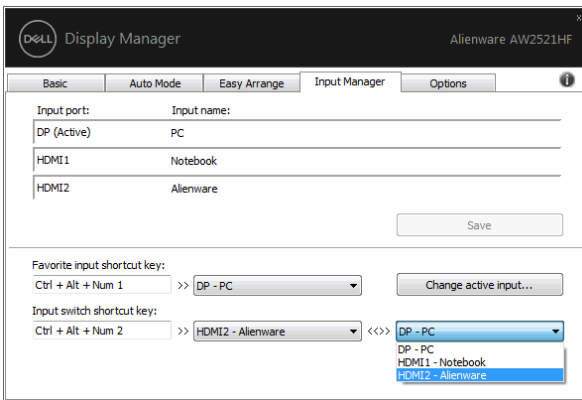 DELL Display Manager Alienware AW2521HF
Basic Auto Mode Easy Arrange Input Manager Options
Input port: Input name:
DP (Active) PC
HDMI1 Notebook
HDMI2 Alienware
Save
Favorite input shortcut key:
Ctrl + Alt + Num 1 >> DP - PC Change active input...
Input switch shortcut key:
Ctrl + Alt + Num 2 >> HDMI2 - Alienware <<>> DP - PC
DP - PC
HDMI1 - Notebook
HDMI2 - Alienware